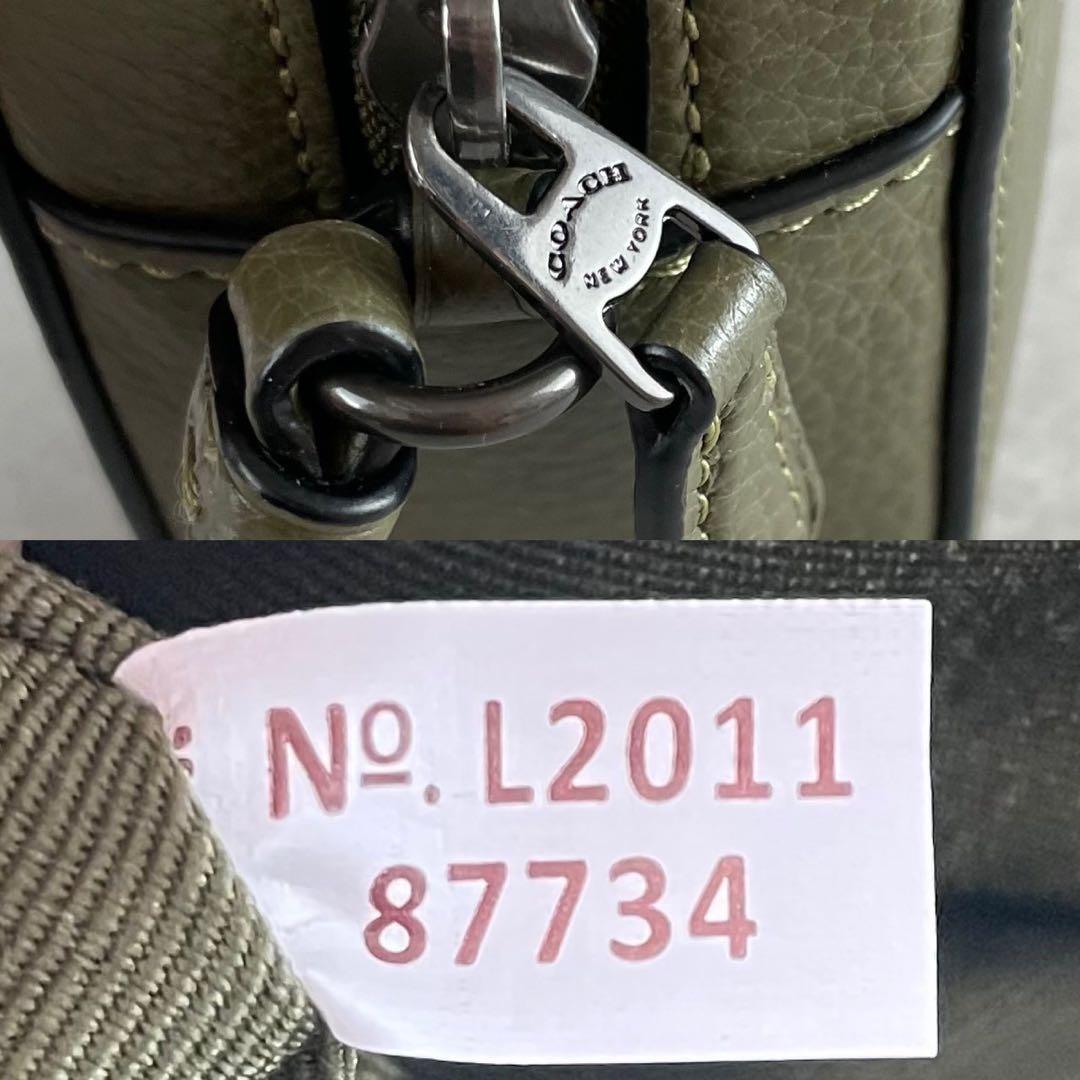 COACH
NEW YORK
Nº. L2011
87734